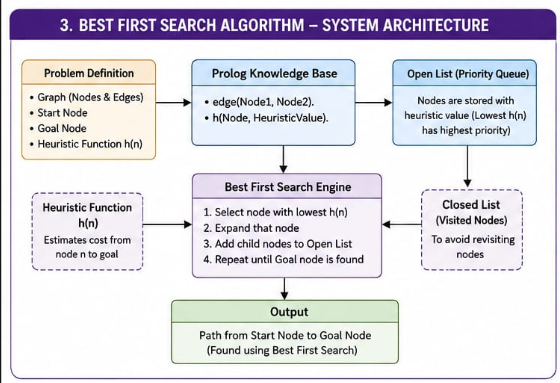 3. BEST FIRST SEARCH ALGORITHM – SYSTEM ARCHITECTURE
Problem Definition
• Graph (Nodes & Edges)
• Start Node
• Goal Node
• Heuristic Function h(n)
Prolog Knowledge Base
• edge(Node1, Node2).
• h(Node, HeuristicValue).
Open List (Priority Queue)
Nodes are stored with
heuristic value (Lowest h(n)
has highest priority)
Heuristic Function
h(n)
Estimates cost from
node n to goal
Best First Search Engine
1. Select node with lowest h(n)
2. Expand that node
3. Add child nodes to Open List
4. Repeat until Goal node is found
Closed List
(Visited Nodes)
To avoid revisiting
nodes
Output
Path from Start Node to Goal Node
(Found using Best First Search)